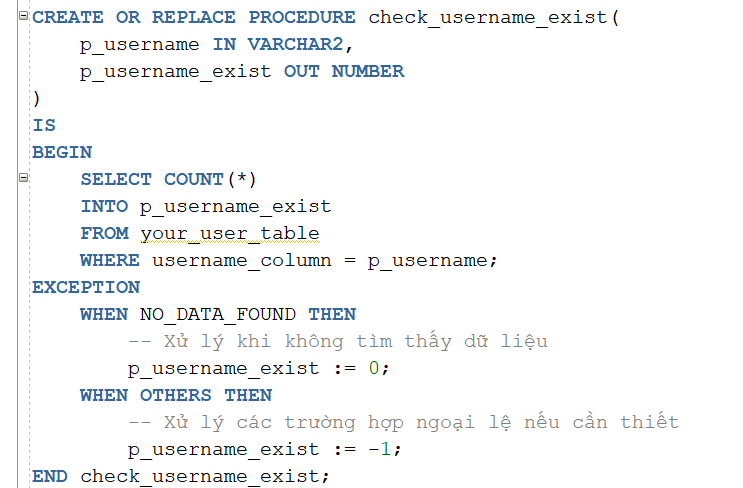 CREATE OR REPLACE PROCEDURE check_username_exist(
    p_username IN VARCHAR2,
    p_username_exist OUT NUMBER
)
IS
BEGIN
    SELECT COUNT(*)
    INTO p_username_exist
    FROM your_user_table
    WHERE username_column = p_username;
EXCEPTION
    WHEN NO_DATA_FOUND THEN
        -- Xử lý khi không tìm thấy dữ liệu
        p_username_exist := 0;
    WHEN OTHERS THEN
        -- Xử lý các trường hợp ngoại lệ nếu cần thiết
        p_username_exist := -1;
END check_username_exist;